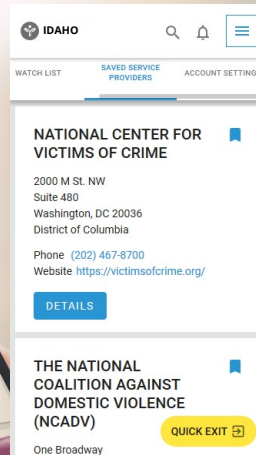 IDAHO
WATCH LIST
SAVED SERVICE
PROVIDERS
ACCOUNT SETTING
NATIONAL CENTER FOR
VICTIMS OF CRIME
2000 M St. NW
Suite 480
Washington, DC 20036
District of Columbia
Phone (202) 467-8700
Website https://victimsofcrime.org/
DETAILS
THE NATIONAL
COALITION AGAINST
DOMESTIC VIOLENCE
(NCADV)
QUICK EXIT
One Broadway